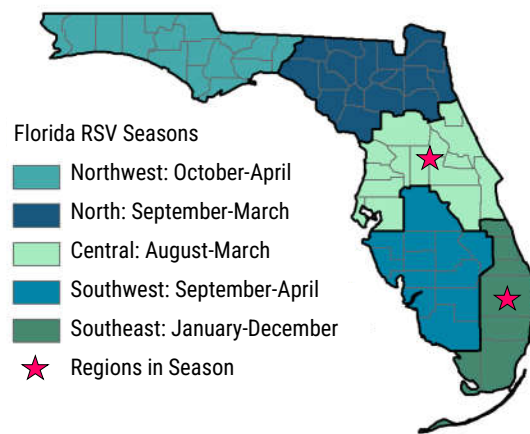 Florida RSV Seasons
Northwest: October-April
North: September-March
Central: August-March
Southwest: September-April
Southeast: January-December
Regions in Season